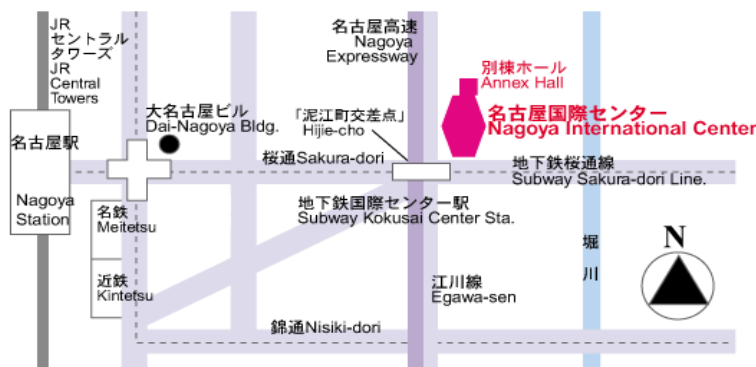 JR
セントラル
タワーズ
JR
Central
Towers
名古屋高速
Nagoya
Expressway
別棟ホール
Annex Hall
大名古屋ビル
Dai-Nagoya Bldg.
「泥江町交差点」
Hijie-cho
名古屋国際センター
Nagoya International Center
名古屋駅
桜通Sakura-dori
地下鉄桜通線
Subway Sakura-dori Line.
Nagoya
Station
名鉄
Meitetsu
地下鉄国際センター駅
Subway Kokusai Center Sta.
堀
川
N
近鉄
Kintetsu
江川線
Egawa-sen
錦通Nisiki-dori